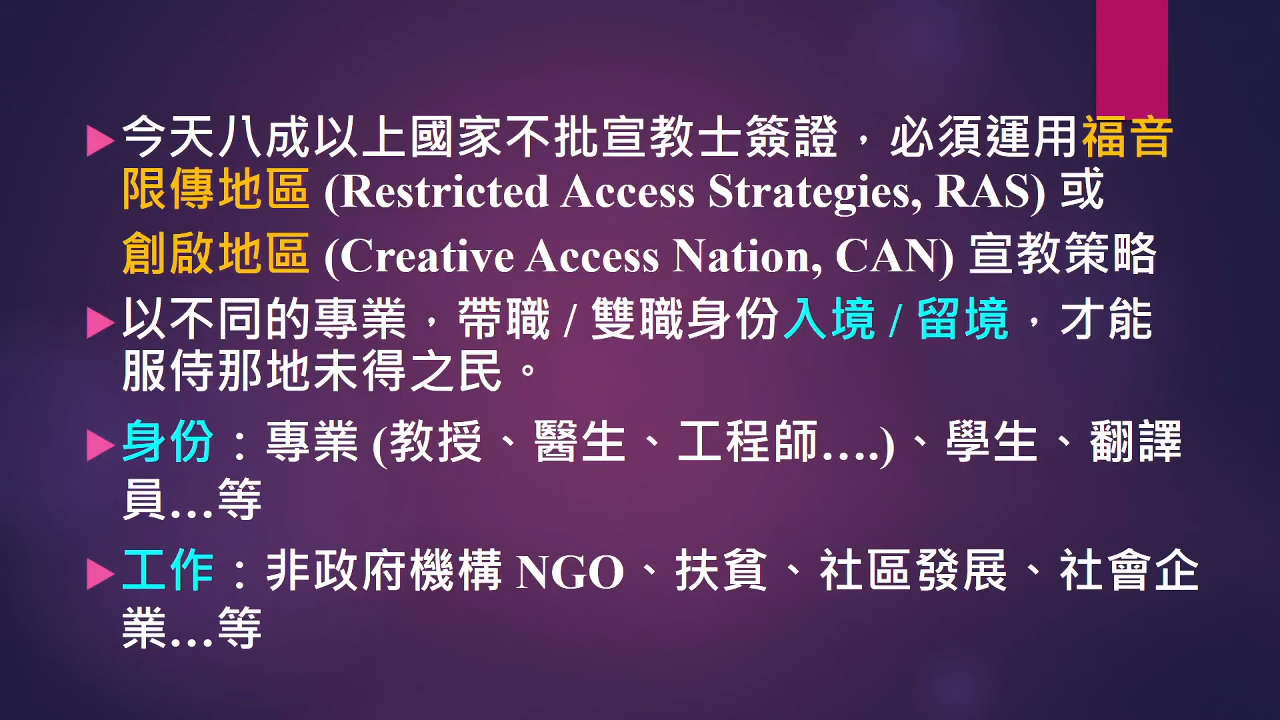 今天八成以上國家不批宣教士簽證，必須運用福音
限傳地區 (Restricted Access Strategies, RAS) 或
創啟地區 (Creative Access Nation, CAN) 宣教策略
以不同的專業，帶職 / 雙職身份入境 / 留境，才能
服侍那地未得之民。
身份：專業 (教授、醫生、工程師….)、學生、翻譯
員…等
工作：非政府機構 NGO、扶貧、社區發展、社會企
業…等